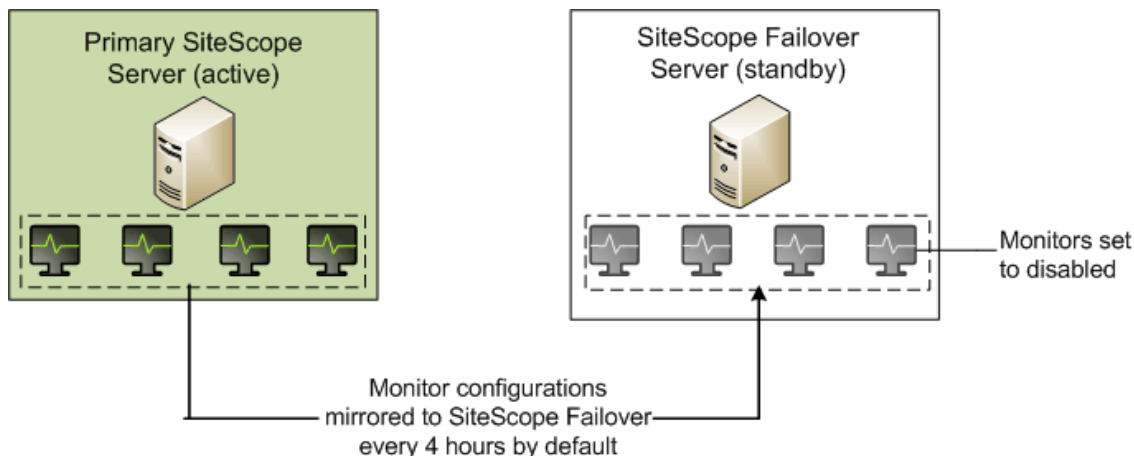 Primary SiteScope
Server (active)
SiteScope Failover
Server (standby)
Monitors set
to disabled
Monitor configurations
mirrored to SiteScope Failover
every 4 hours by default